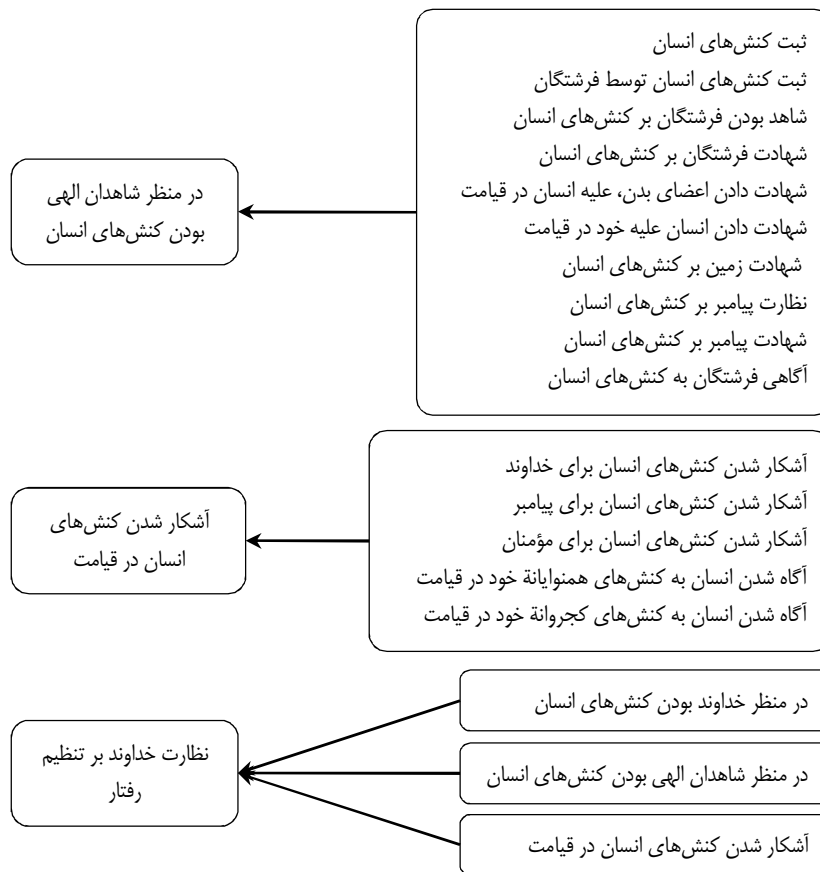 ثبت کنش‌های انسان
ثبت کنش‌های انسان توسط فرشتگان
شاهد بودن فرشتگان بر کنش‌های انسان
شهادت فرشتگان بر کنش‌های انسان
شهادت دادن اعضای بدن، علیه انسان در قیامت
شهادت دادن انسان علیه خود در قیامت
شهادت زمین بر کنش‌های انسان
نظارت پیامبر بر کنش‌های انسان
شهادت پیامبر بر کنش‌های انسان
آگاهی فرشتگان به کنش‌های انسان
در منظر شاهدان الهی
بودن کنش‌های انسان
آشکار شدن کنش‌های انسان برای خداوند
آشکار شدن کنش‌های انسان برای پیامبر
آشکار شدن کنش‌های انسان برای مؤمنان
آگاه شدن انسان به کنش‌های همنوایانة خود در قیامت
آگاه شدن انسان به کنش‌های کجروانة خود در قیامت
آشکار شدن کنش‌های
انسان در قیامت
در منظر خداوند بودن کنش‌های انسان
در منظر شاهدان الهی بودن کنش‌های انسان
آشکار شدن کنش‌های انسان در قیامت
نظارت خداوند بر تنظیم
رفتار